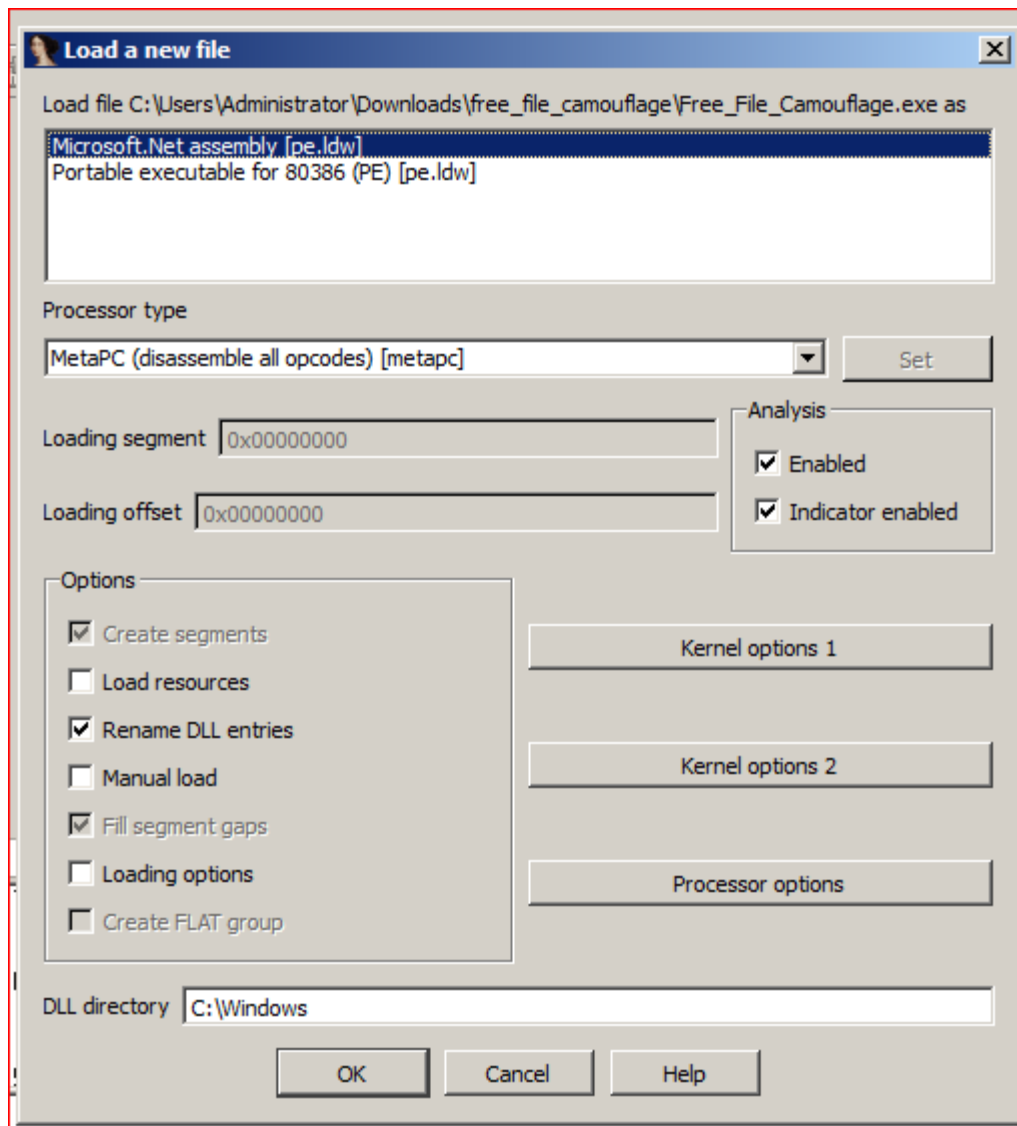 Load a new file
Load file C:\Users\Administrator\Downloads\free_file_camouflage\Free_File_Camouflage.exe as
Microsoft.Net assembly [pe.ldw]
Portable executable for 80386 (PE) [pe.ldw]
Processor type
MetaPC (disassemble all opcodes) [metapc]
Set
Loading segment 0x00000000
Loading offset 0x00000000
Analysis
Enabled
Indicator enabled
Options
Create segments
Load resources
Rename DLL entries
Manual load
Fill segment gaps
Loading options
Create FLAT group
Kernel options 1
Kernel options 2
Processor options
DLL directory C:\Windows
OK Cancel Help